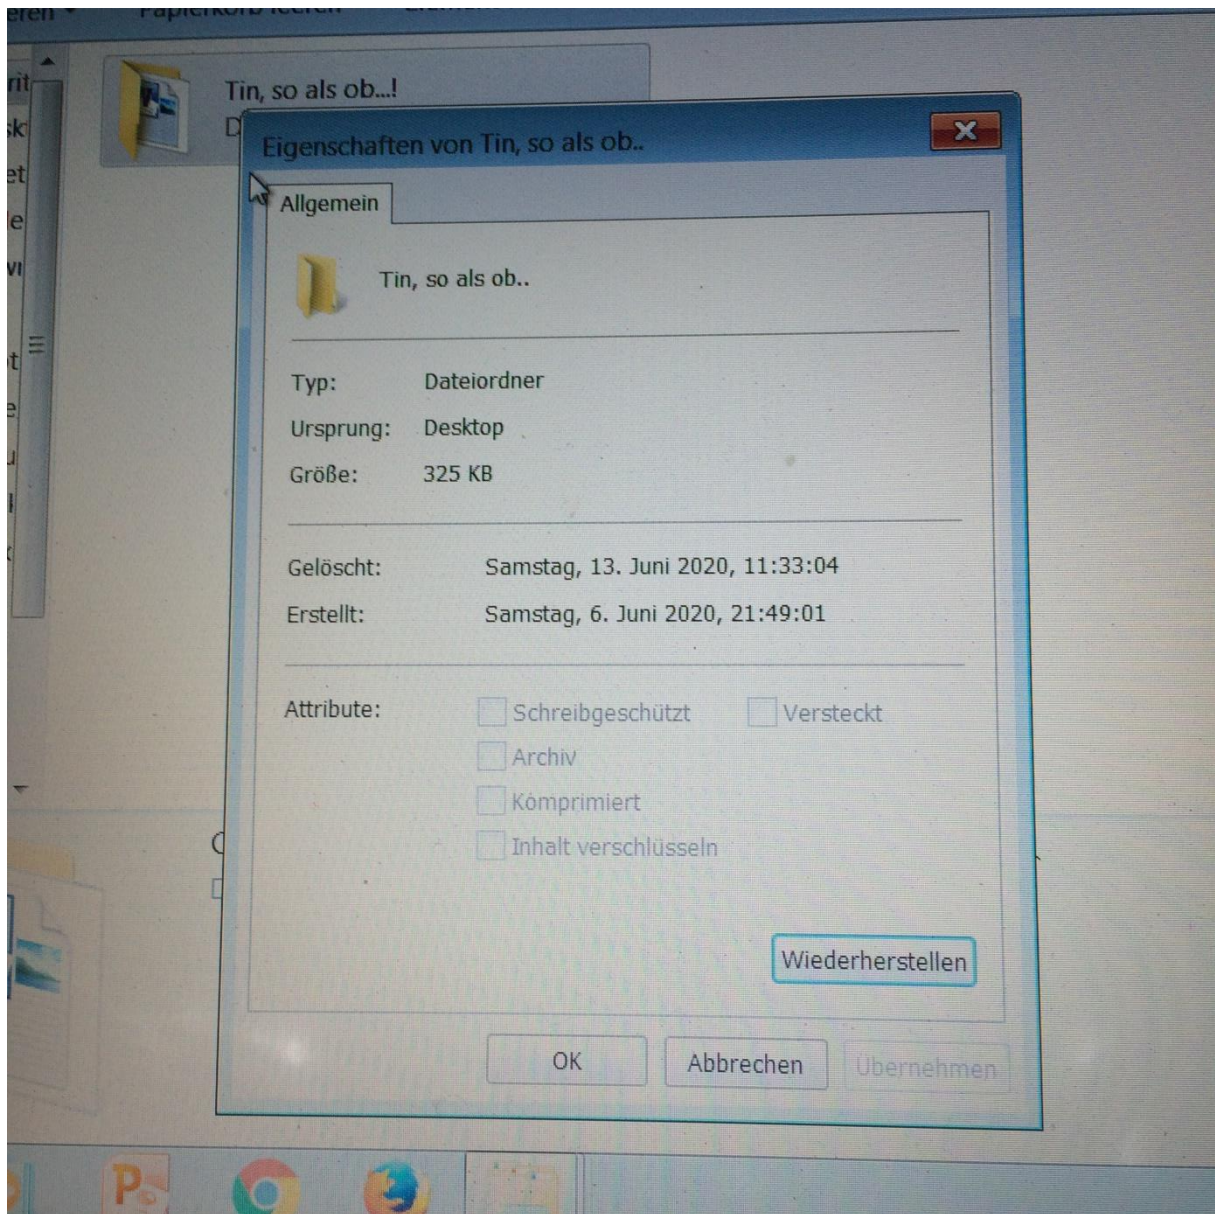 Papierkorb leeren
Tin, so als ob...!
Eigenschaften von Tin, so als ob..
Allgemein
Tin, so als ob..
Typ: Dateiordner
Ursprung: Desktop
Größe: 325 KB
Gelöscht: Samstag, 13. Juni 2020, 11:33:04
Erstellt: Samstag, 6. Juni 2020, 21:49:01
Attribute: Schreibgeschützt Versteckt
Archiv
Komprimiert
Inhalt verschlüsseln
Wiederherstellen
OK Abbrechen Übernehmen